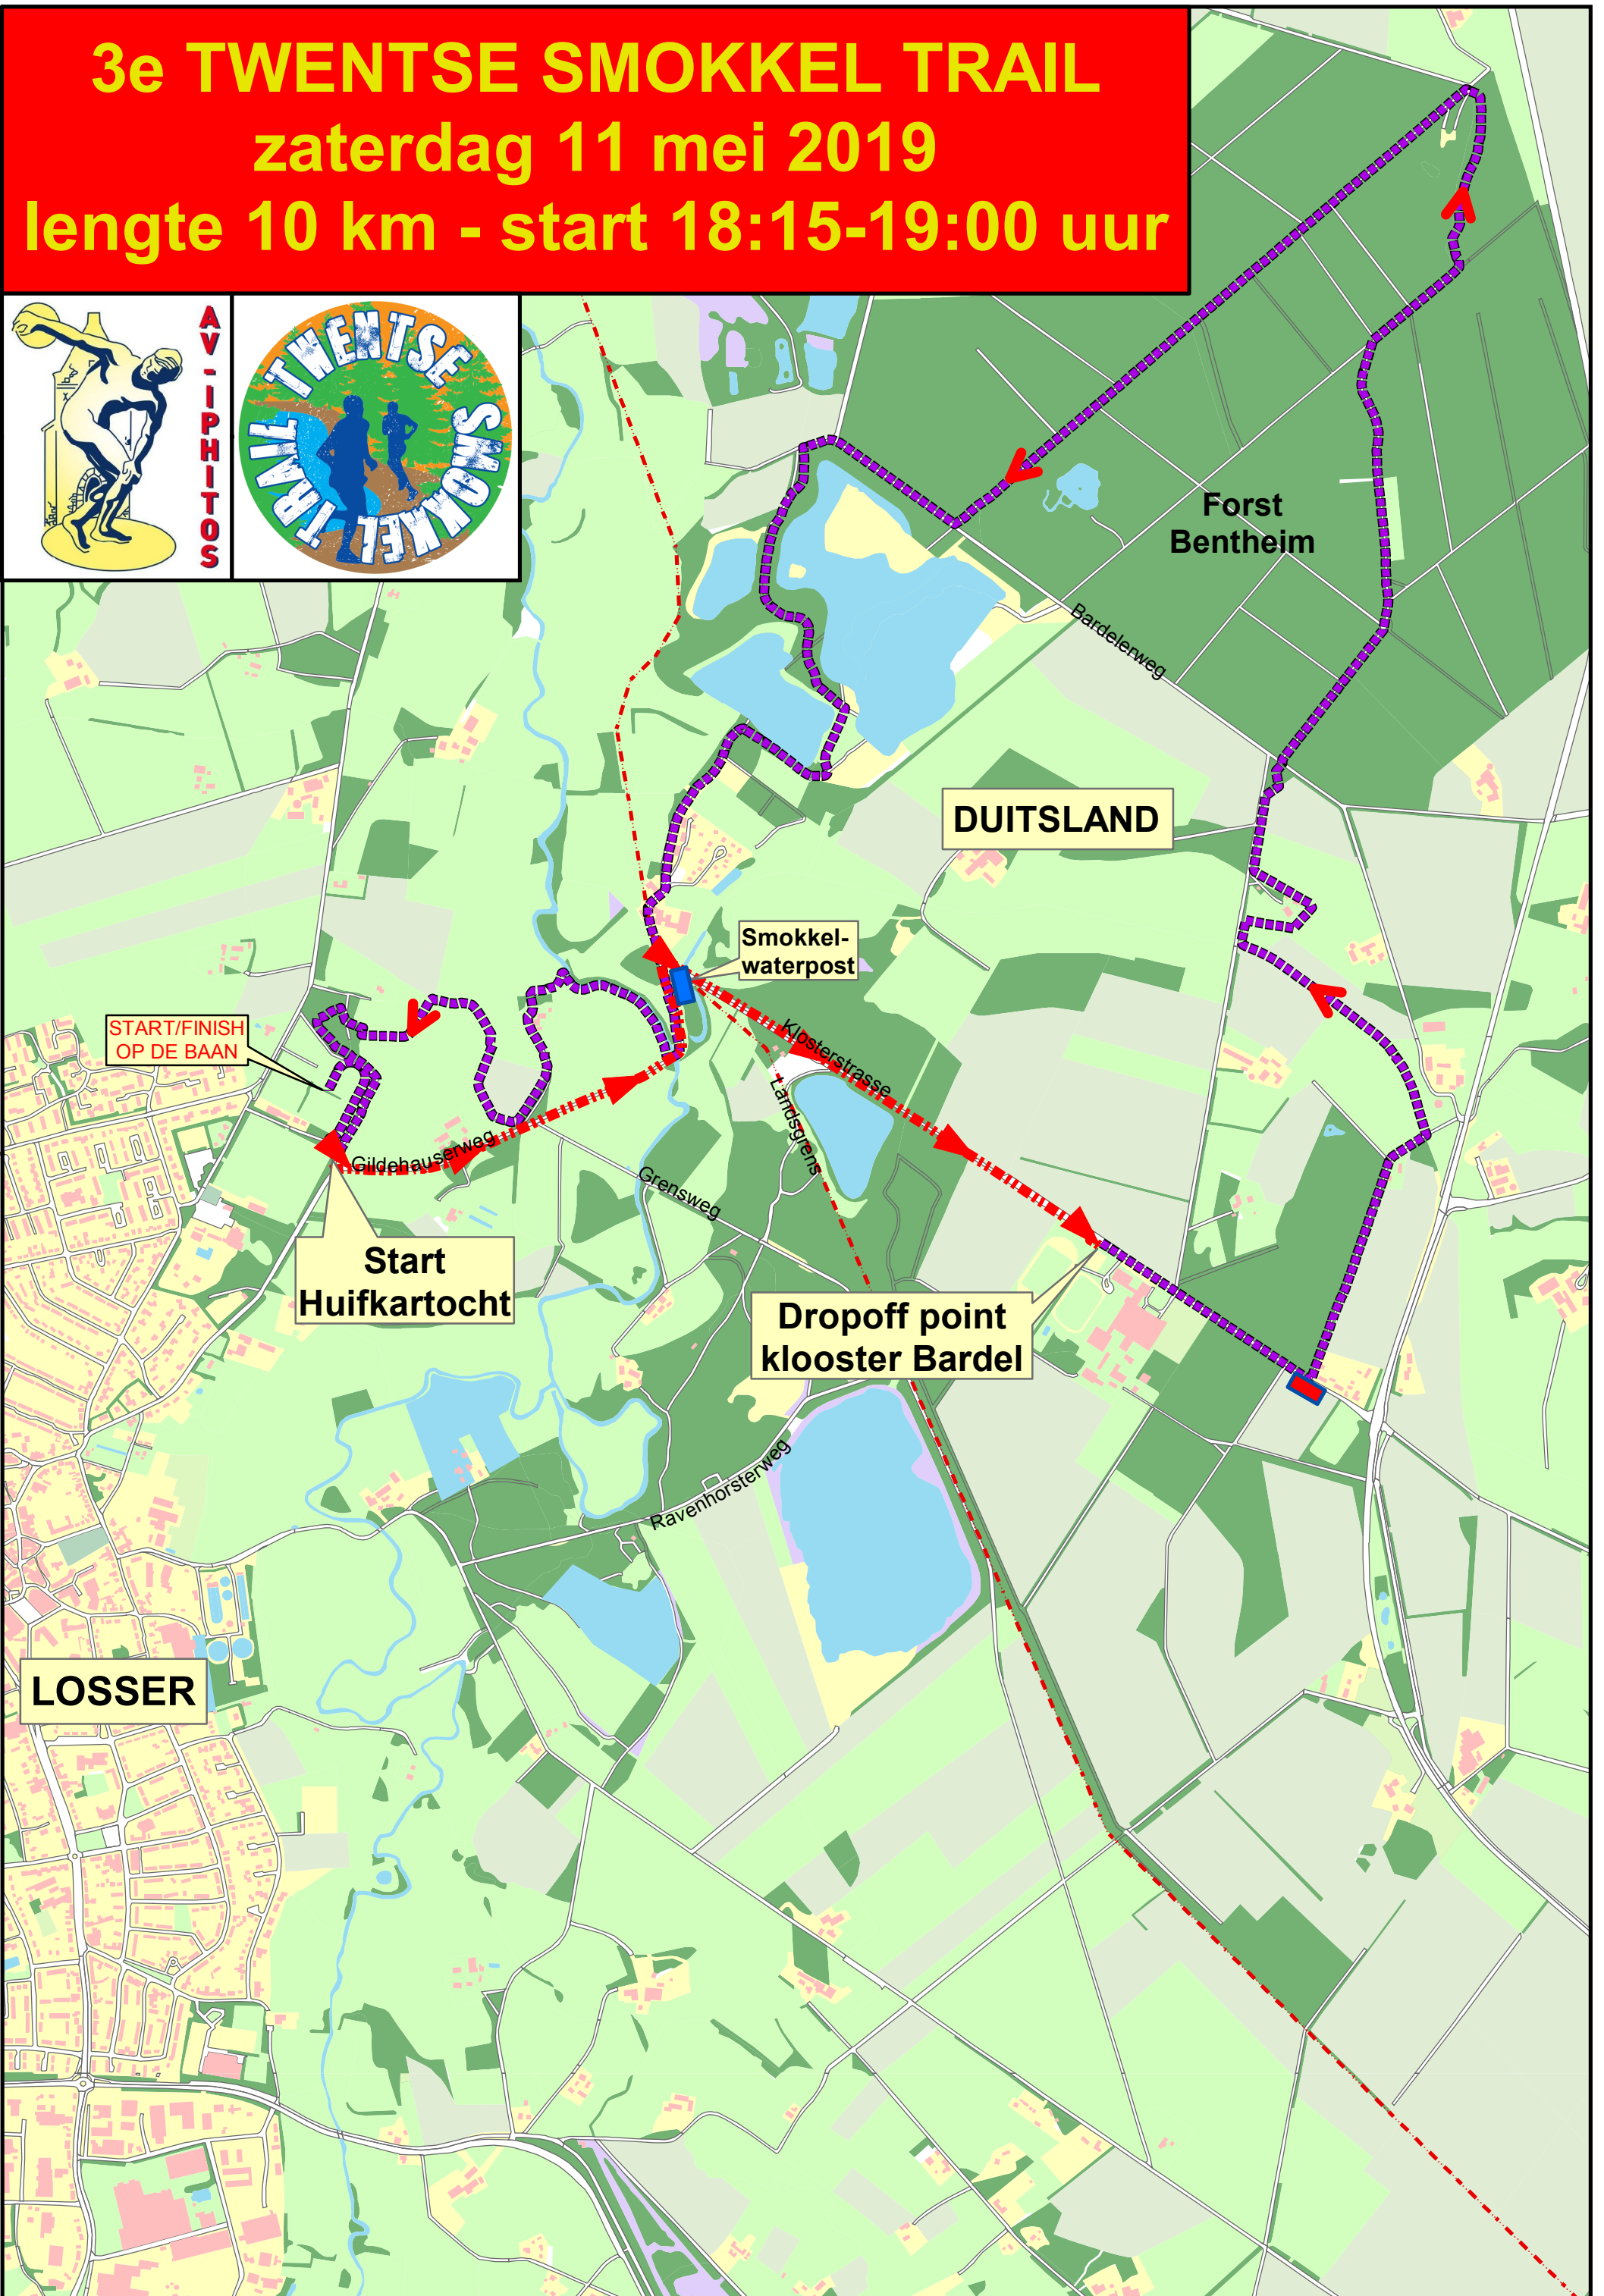 3e TWENTSE SMOKKEL TRAIL
zaterdag 11 mei 2019
lengte 10 km - start 18:15-19:00 uur
AV-IPHITOS
TWENTSE SMOKKEL TRAIL
Forst
Bentheim
Bardelerweg
DUITSLAND
Smokkel-
waterpost
START/FINISH
OP DE BAAN
Klosterstrasse
Landsgrens
Gildehauserweg
Grensweg
Start
Huifkartocht
Dropoff point
klooster Bardel
Ravenhorsterweg
LOSSER